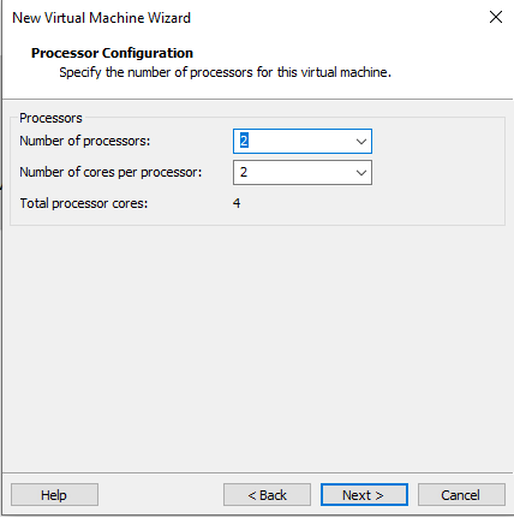 New Virtual Machine Wizard
Processor Configuration
Specify the number of processors for this virtual machine.
Processors
Number of processors: 2
Number of cores per processor: 2
Total processor cores: 4
Help < Back Next > Cancel